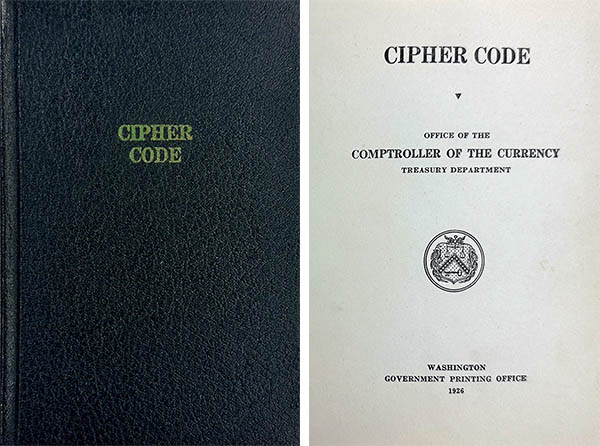 CIPHER
CODE
CIPHER CODE
OFFICE OF THE
COMPTROLLER OF THE CURRENCY
TREASURY DEPARTMENT
WASHINGTON
GOVERNMENT PRINTING OFFICE
1926